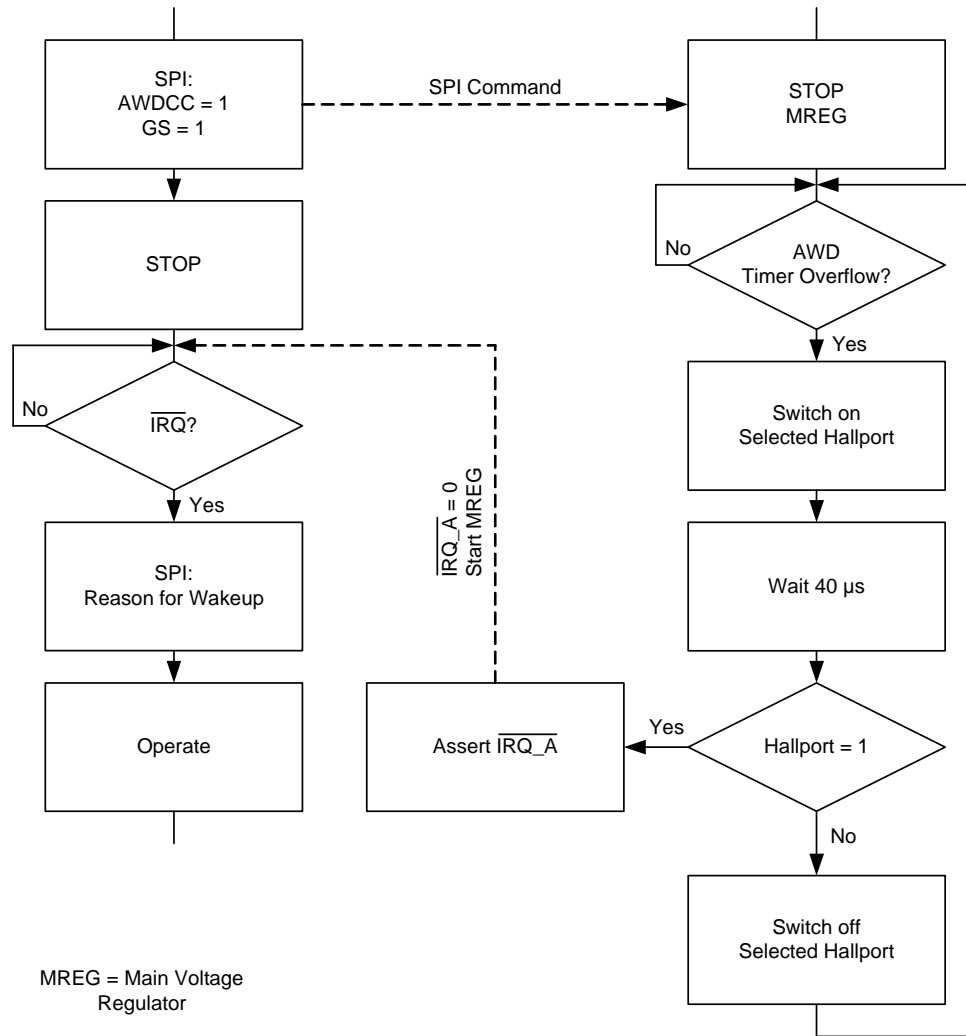 SPI:
AWDCC = 1
GS = 1
SPI Command
STOP
MREG
STOP
No
AWD
Timer Overflow?
Yes
No
IRQ?
Yes
Switch on
Selected Hallport
SPI:
Reason for Wakeup
IRQ_A = 0
Start MREG
Wait 40 µs
Operate
Assert IRQ_A
Yes
Hallport = 1
No
Switch off
Selected Hallport
MREG = Main Voltage
Regulator